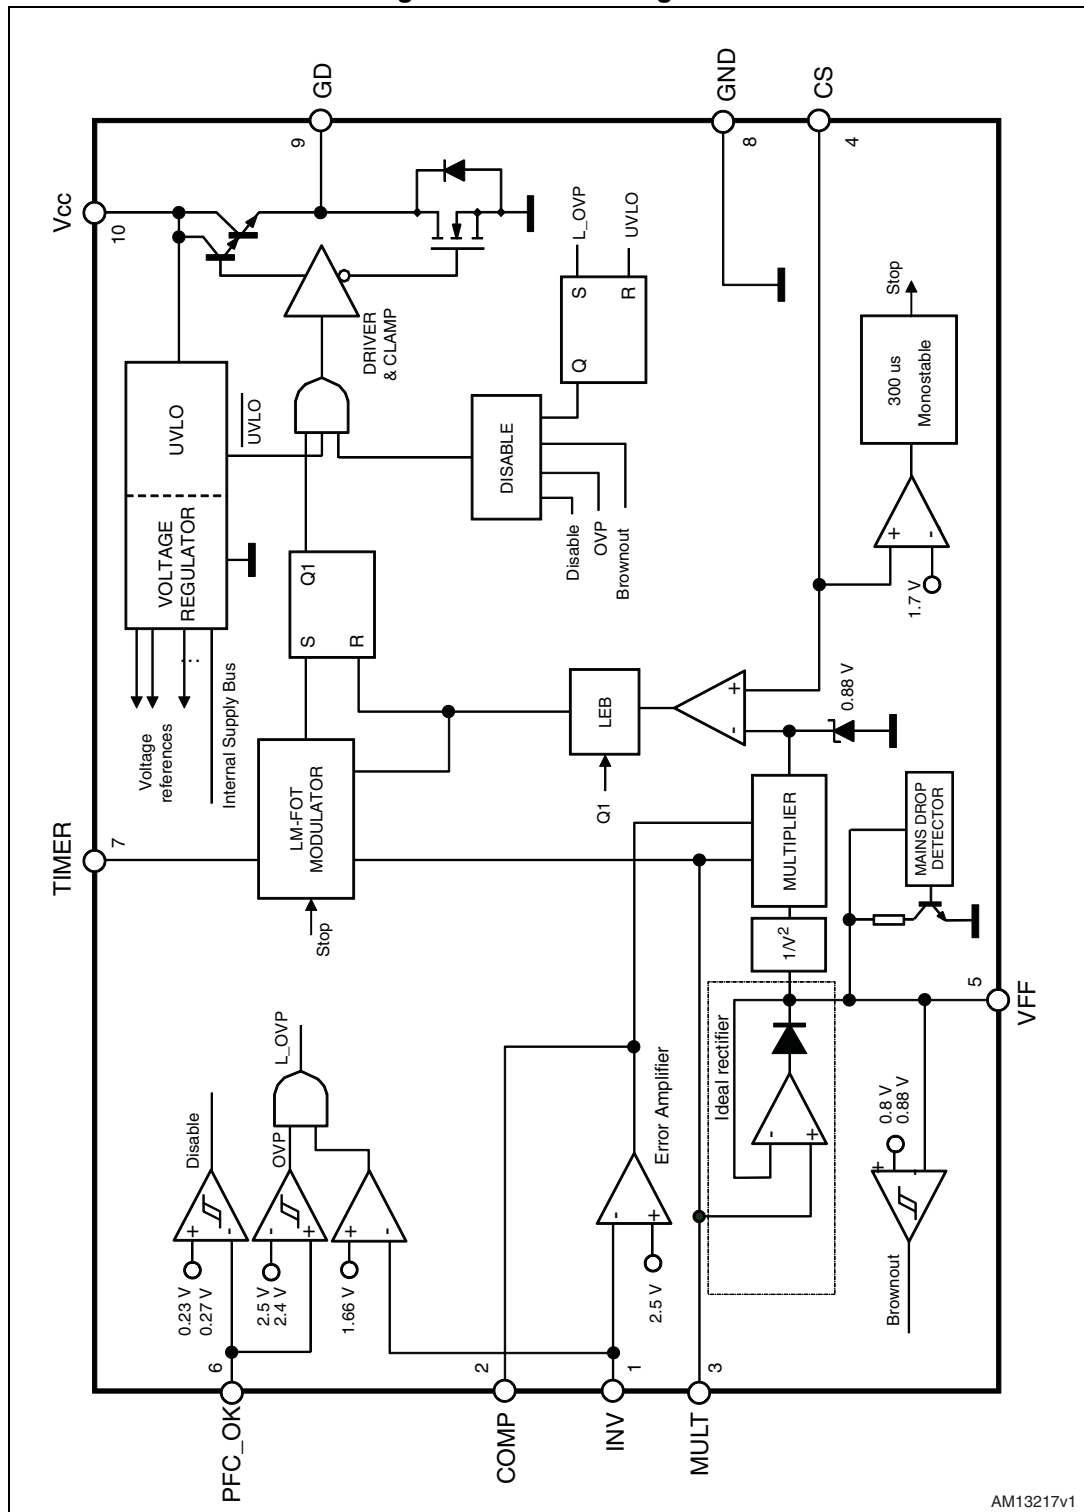 Vcc
10
GD
9
GND
8
CS
4
UVLO
VOLTAGE
REGULATOR
UVLO
DRIVER
& CLAMP
L_OVP
UVLO
S
R
Q
Stop
300 us
Monostable
+
-
1.7 V
DISABLE
Disable
OVP
Brownout
Q1
S
R
...
Voltage
references
Internal Supply Bus
LEB
Q1
-
+
0.88 V
TIMER
7
LM-FOT
MODULATOR
Stop
MULTIPLIER
1/V2
MAINS DROP
DETECTOR
5
VFF
Ideal rectifier
-
+
0.8 V
0.88 V
+
-
Brownout
Error Amplifier
-
+
2.5 V
L_OVP
Disable
OVP
+
-
-
+
+
-
0.23 V
0.27 V
2.5 V
2.4 V
1.66 V
6
PFC_OK
2
COMP
1
INV
3
MULT
AM13217v1